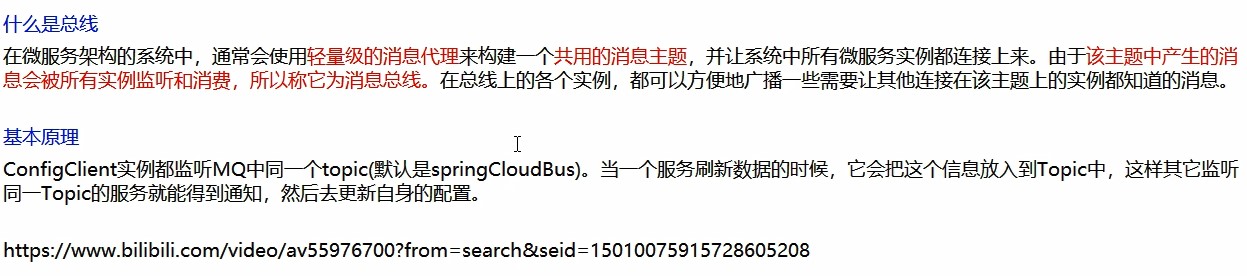 什么是总线
在微服务架构的系统中，通常会使用轻量级的消息代理来构建一个共用的消息主题，并让系统中所有微服务实例都连接上来。由于该主题中产生的消
息会被所有实例监听和消费，所以称它为消息总线。在总线上的各个实例，都可以方便地广播一些需要让其他连接在该主题上的实例都知道的消息。
基本原理
ConfigClient实例都监听MQ中同一个topic(默认是springCloudBus)。当一个服务刷新数据的时候，它会把这个信息放入到Topic中，这样其它监听
同一Topic的服务就能得到通知，然后去更新自身的配置。
https://www.bilibili.com/video/av55976700?from=search&seid=15010075915728605208